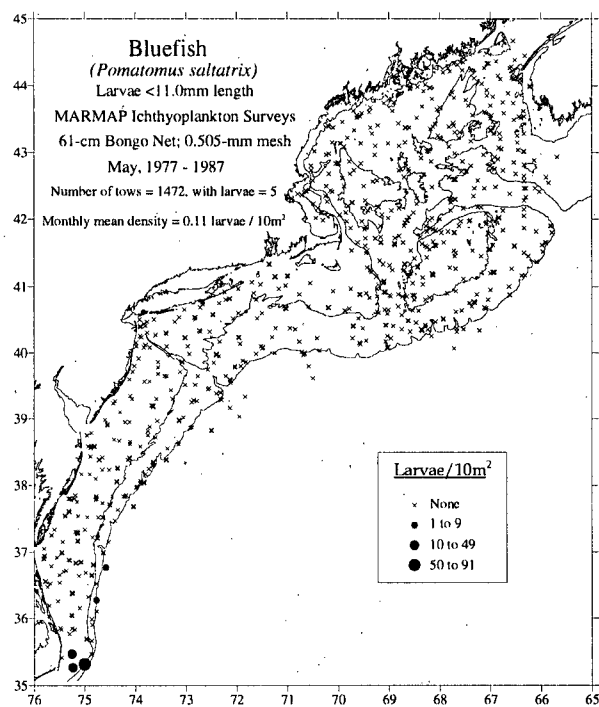 Bluefish
(Pomatomus saltatrix)
Larvae <11.0mm length
MARMAP Ichthyoplankton Surveys
61-cm Bongo Net; 0.505-mm mesh
May, 1977 - 1987
Number of tows = 1472, with larvae = 5
Monthly mean density = 0.11 larvae / 10m²
45
44
43
42
41
40
39
38
37
36
35
Larvae/10m²
None
1 to 9
10 to 49
50 to 91
76 75 74 73 72 71 70 69 68 67 66 65